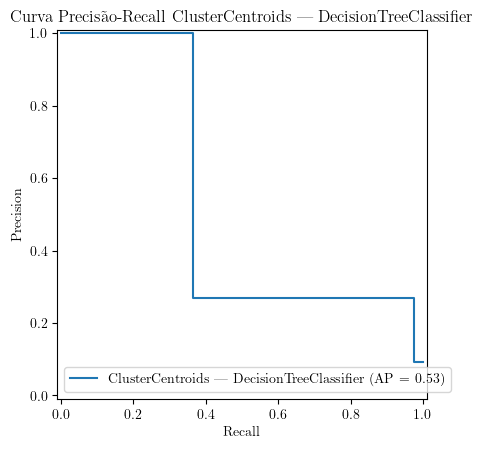 Curva Precisão-Recall ClusterCentroids — DecisionTreeClassifier
1.0
0.8
0.6
0.4
0.2
0.0
Precision
ClusterCentroids — DecisionTreeClassifier (AP = 0.53)
0.0 0.2 0.4 0.6 0.8 1.0
Recall